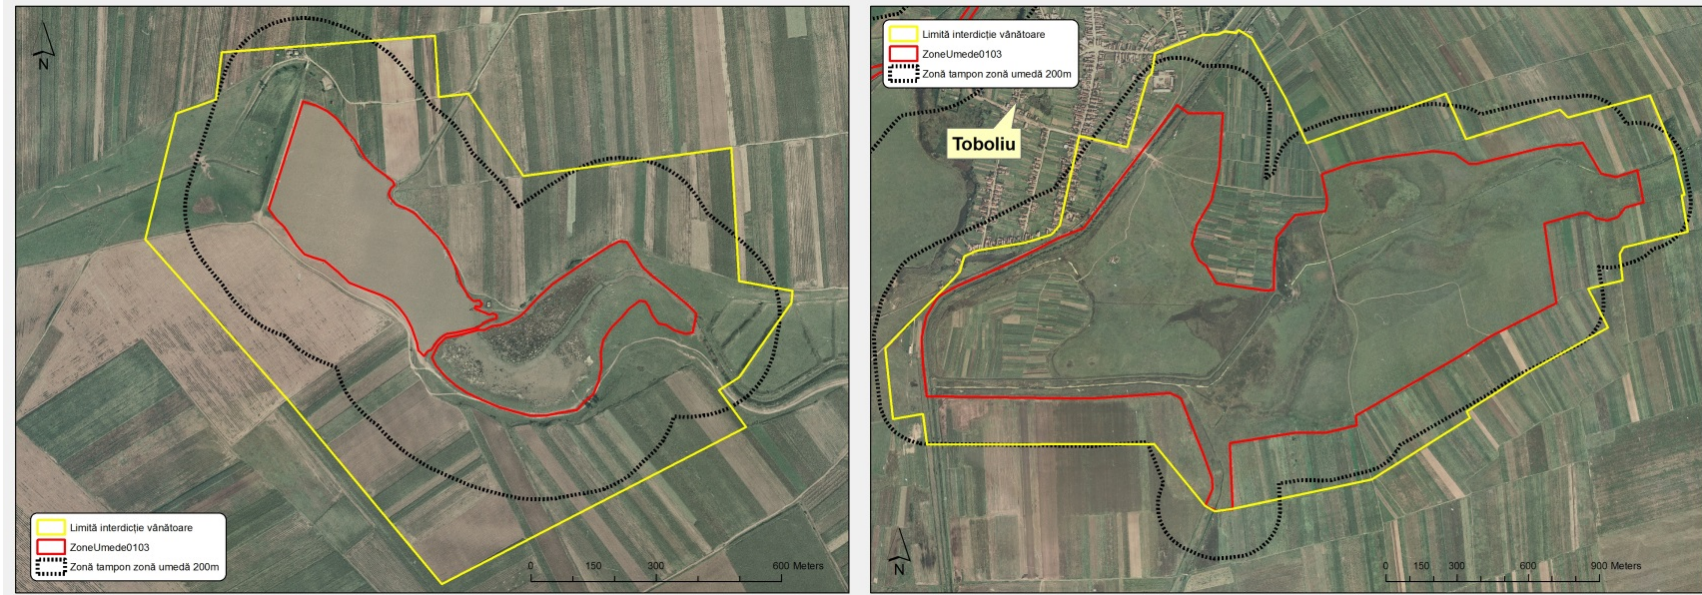 N
Limită interdicție vânătoare
ZoneUmede0103
Zonă tampon zonă umedă 200m
0 150 300 600 Meters
Limită interdicție vânătoare
ZoneUmede0103
Zonă tampon zonă umedă 200m
Toboliu
N
0 150 300 600 900 Meters